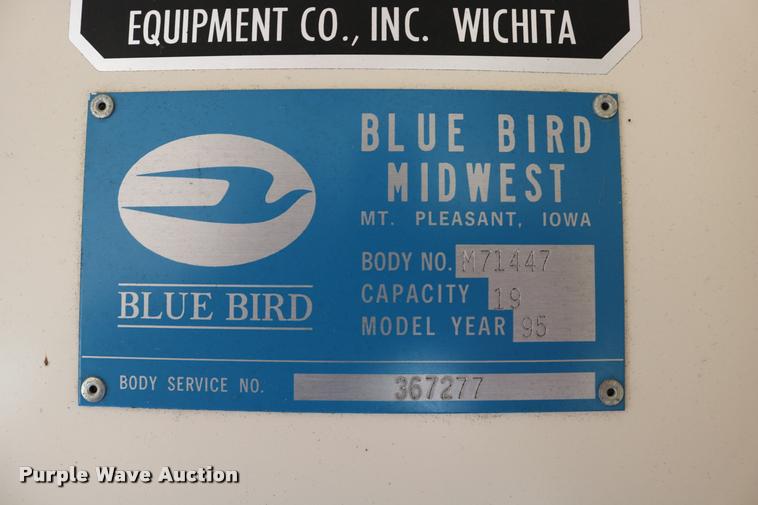 EQUIPMENT CO., INC. WICHITA
BLUE BIRD
MIDWEST
MT. PLEASANT, IOWA
BODY NO. M71447
CAPACITY 19
MODEL YEAR 95
BLUE BIRD
BODY SERVICE NO. 367277
Purple Wave Auction